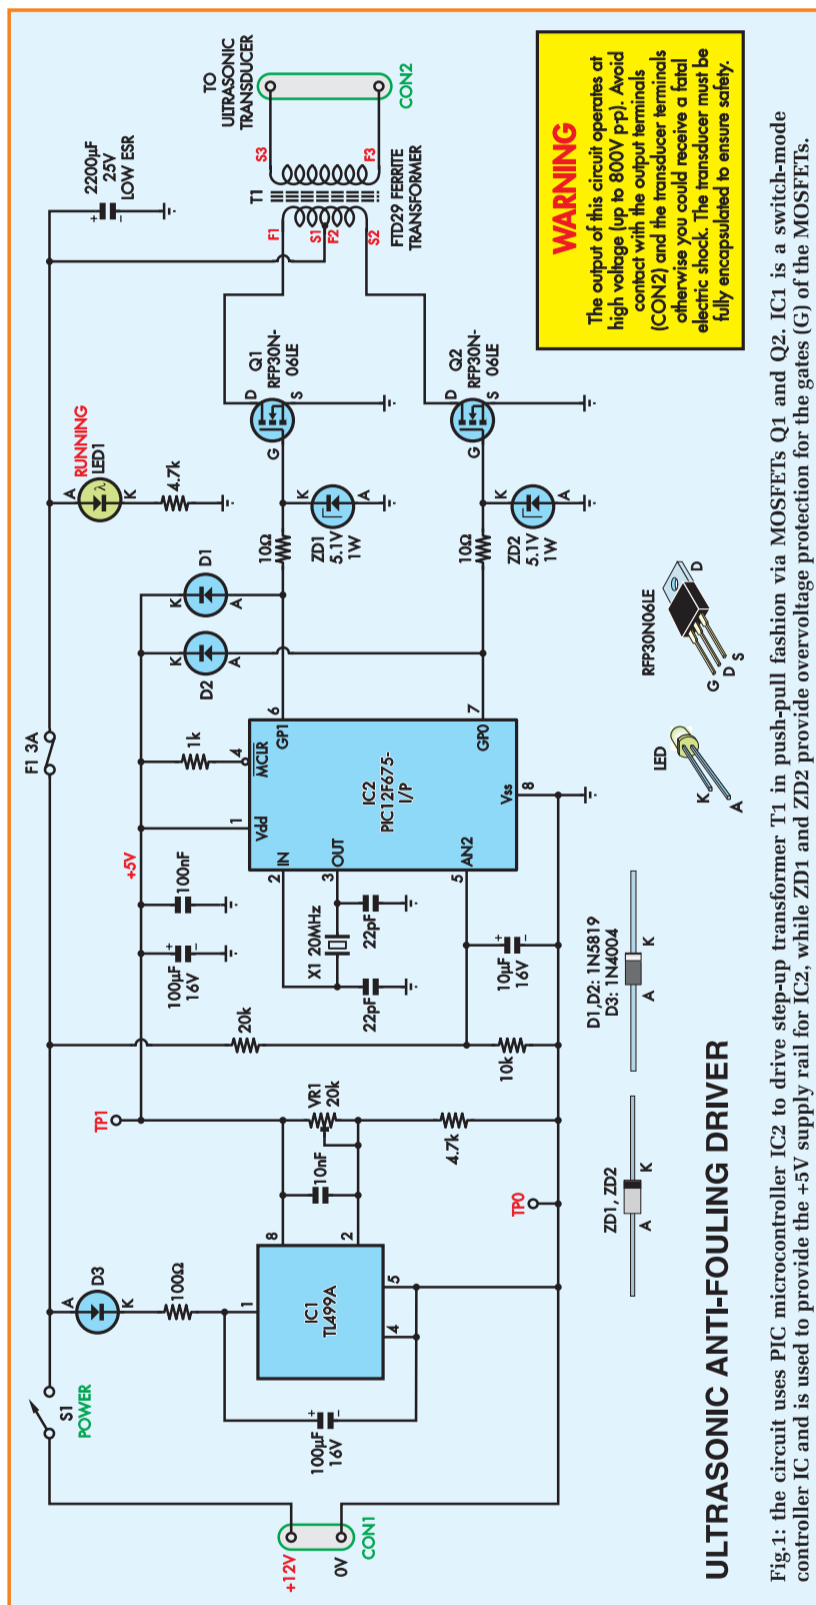 +12V
0V
CON1
S1
POWER
D3
A
K
100Ω
100µF
16V
+
–
IC1
TL499A
1
8
2
4
5
10nF
VR1
20k
4.7k
TP1
TP0
20k
10k
+5V
100µF
16V
+
–
100nF
X1 20MHz
22pF
22pF
10µF
16V
+
–
1k
IC2
PIC12F675-
I/P
Vdd
MCLR
IN
OUT
AN2
GP1
GP0
Vss
1
4
2
3
5
6
7
8
F1 3A
D2
K
A
D1
K
A
RUNNING
LED1
A
K
4.7k
10Ω
10Ω
ZD1
5.1V
1W
K
A
ZD2
5.1V
1W
K
A
Q1
RFP30N-
06LE
G
D
S
Q2
RFP30N-
06LE
G
D
S
2200µF
25V
LOW ESR
+
–
T1
F1
S1
F2
S2
S3
F3
FTD29 FERRITE
TRANSFORMER
TO
UlTRASONIC
TRANSDUCER
CON2
WARNING
The output of this circuit operates at
high voltage (up to 800V p-p). Avoid
contact with the output terminals
(CON2) and the transducer terminals
otherwise you could receive a fatal
electric shock. The transducer must be
fully encapsulated to ensure safety.
ZD1, ZD2
A
K
D1,D2: 1N5819
D3: 1N4004
A
K
LED
K
A
RFP30N06LE
G
D
S
D
ULTRASONIC ANTI-FOULING DRIVER
Fig.1: the circuit uses PIC microcontroller IC2 to drive step-up transformer T1 in push-pull fashion via MOSFETs Q1 and Q2. IC1 is a switch-mode
controller IC and is used to provide the +5V supply rail for IC2, while ZD1 and ZD2 provide overvoltage protection for the gates (G) of the MOSFETs.